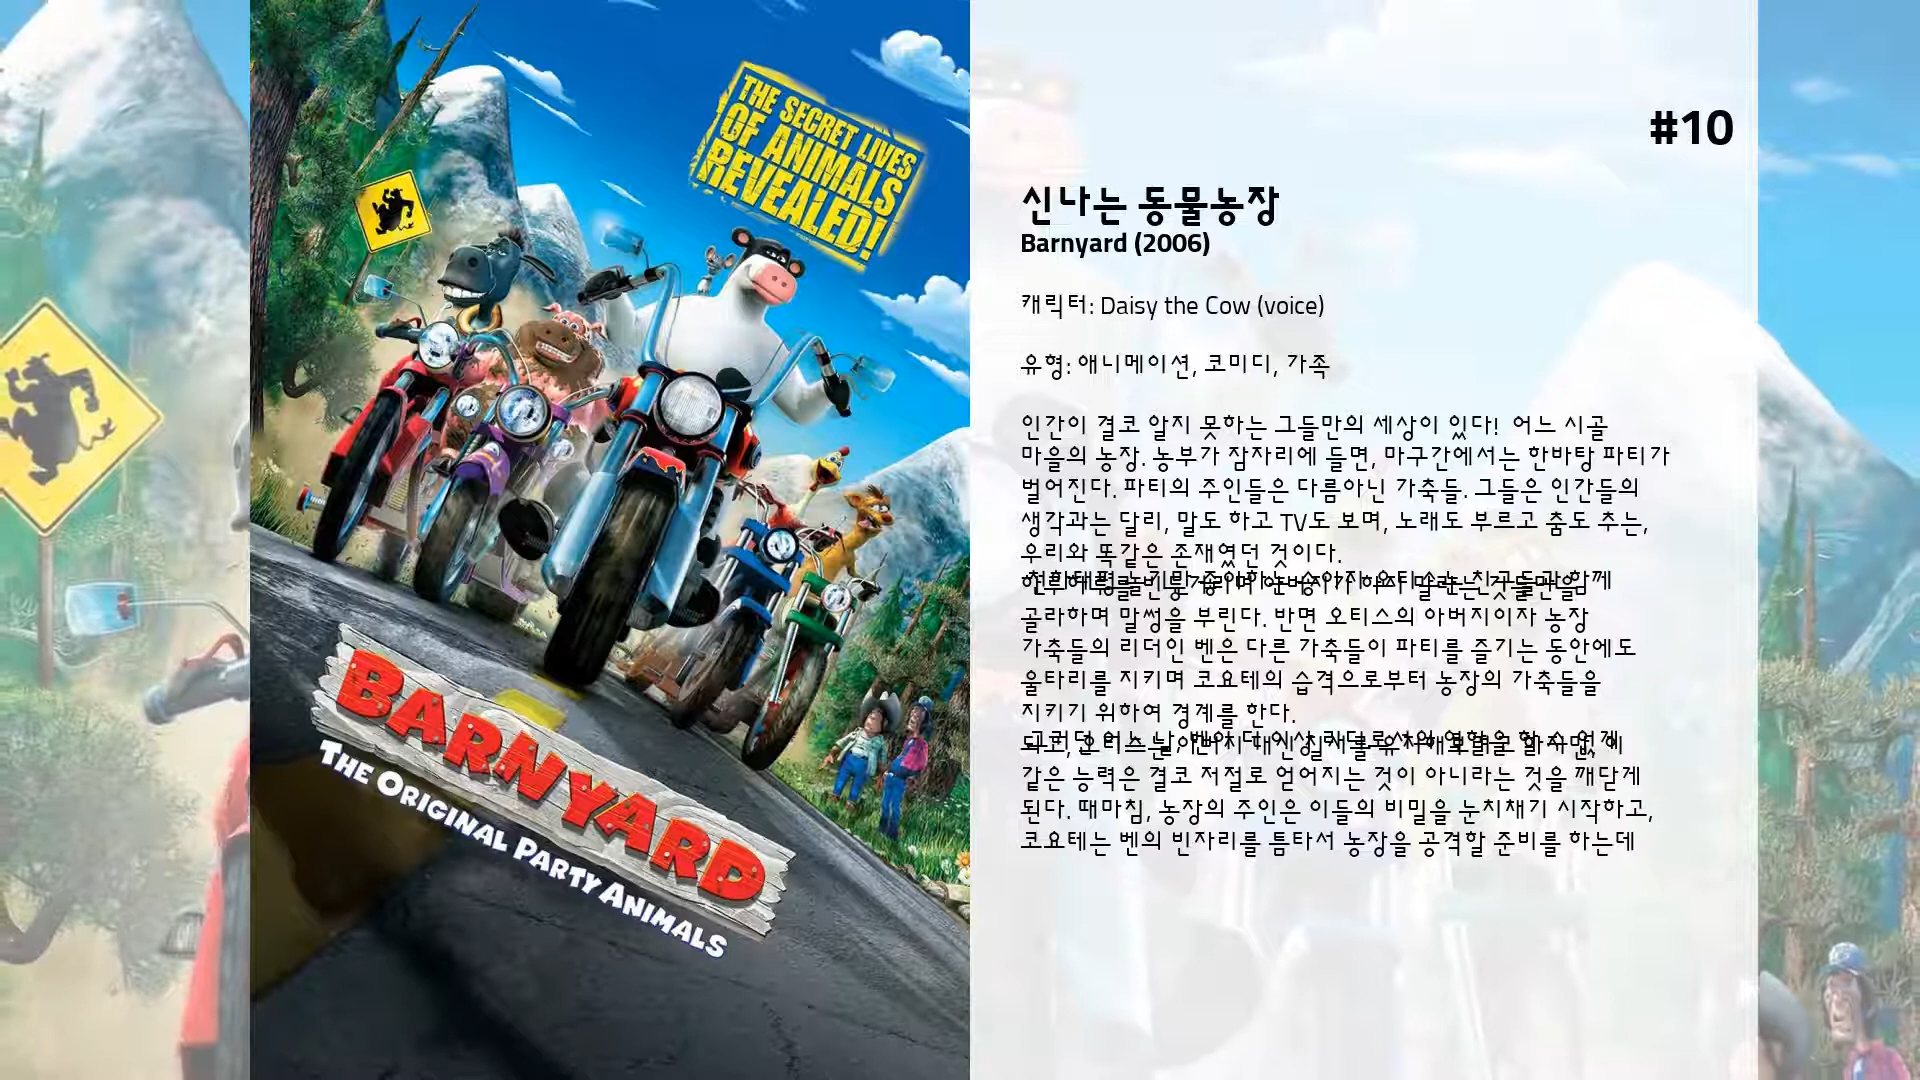 THE SECRET LIVES
OF ANIMALS
REVEALED!
BARNYARD
THE ORIGINAL PARTY ANIMALS
#10
신나는 동물농장
Barnyard (2006)
캐릭터: Daisy the Cow (voice)
유형: 애니메이션, 코미디, 가족
인간이 결코 알지 못하는 그들만의 세상이 있다! 어느 시골
마을의 농장. 농부가 잠자리에 들면, 마구간에서는 한바탕 파티가
벌어진다. 파티의 주인들은 다름아닌 가축들. 그들은 인간들의
생각과는 달리, 말도 하고 TV도 보며, 노래도 부르고 춤도 추는,
우리와 똑같은 존재였던 것이다.
함께
골라하며 말썽을 부린다. 반면 오티스의 아버지이자 농장
가축들의 리더인 벤은 다른 가축들이 파티를 즐기는 동안에도
울타리를 지키며 코요테의 습격으로부터 농장의 가축들을
지키기 위하여 경계를 한다.
같은 능력은 결코 저절로 얻어지는 것이 아니라는 것을 깨닫게
된다. 때마침, 농장의 주인은 이들의 비밀을 눈치채기 시작하고,
코요테는 벤의 빈자리를 틈타서 농장을 공격할 준비를 하는데